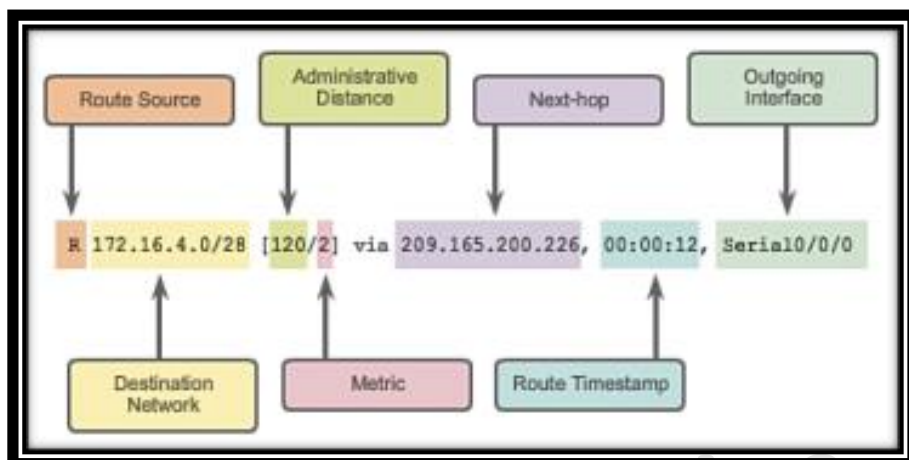 Route Source
Administrative
Distance
Next-hop
Outgoing
Interface
R 172.16.4.0/28 [120/2] via 209.165.200.226, 00:00:12, Serial0/0/0
Destination
Network
Metric
Route Timestamp